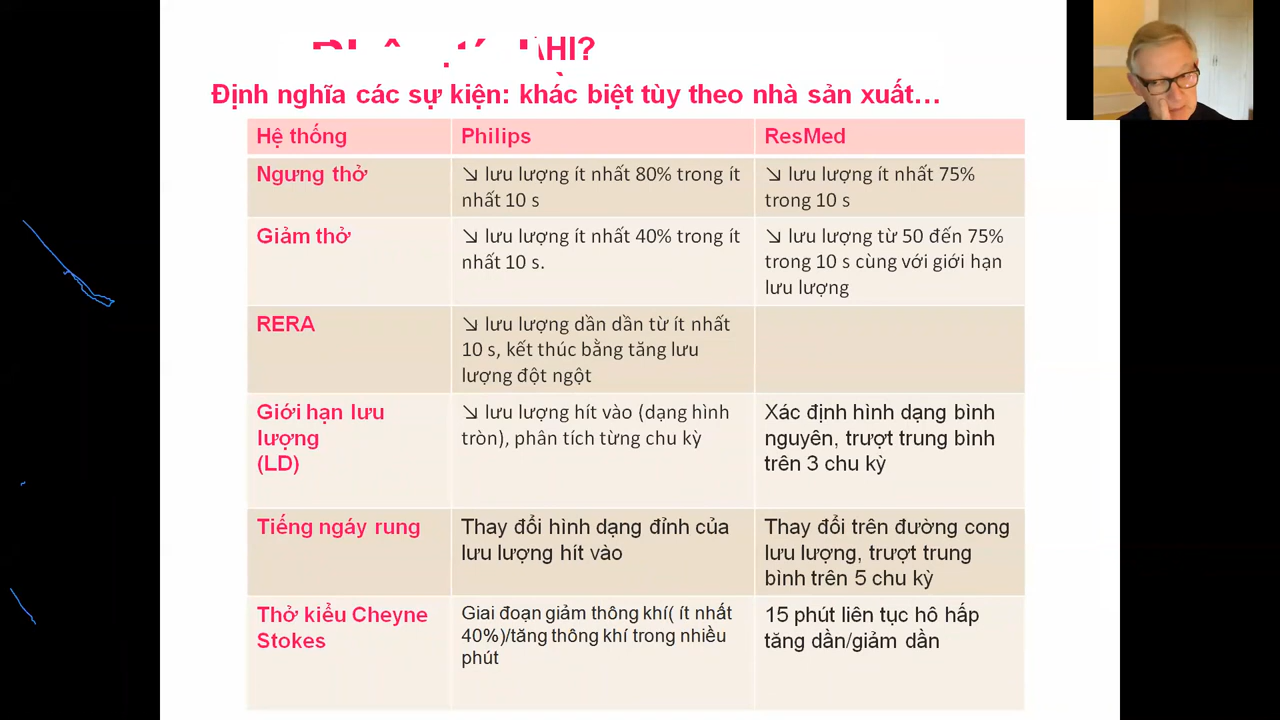 AHI?
Định nghĩa các sự kiện: khác biệt tùy theo nhà sản xuất…
Hệ thống
Philips
ResMed
Ngưng thở
↘ lưu lượng ít nhất 80% trong ít
nhất 10 s
↘ lưu lượng ít nhất 75%
trong 10 s
Giảm thở
↘ lưu lượng ít nhất 40% trong ít
nhất 10 s.
↘ lưu lượng từ 50 đến 75%
trong 10 s cùng với giới hạn
lưu lượng
RERA
↘ lưu lượng dần dần từ ít nhất
10 s, kết thúc bằng tăng lưu
lượng đột ngột
Giới hạn lưu
lượng
(LD)
↘ lưu lượng hít vào (dạng hình
tròn), phân tích từng chu kỳ
Xác định hình dạng bình
nguyên, trượt trung bình
trên 3 chu kỳ
Tiếng ngáy rung
Thay đổi hình dạng đỉnh của
lưu lượng hít vào
Thay đổi trên đường cong
lưu lượng, trượt trung
bình trên 5 chu kỳ
Thở kiểu Cheyne
Stokes
Giai đoạn giảm thông khí( ít nhất
40%)/tăng thông khí trong nhiều
phút
15 phút liên tục hô hấp
tăng dần/giảm dần